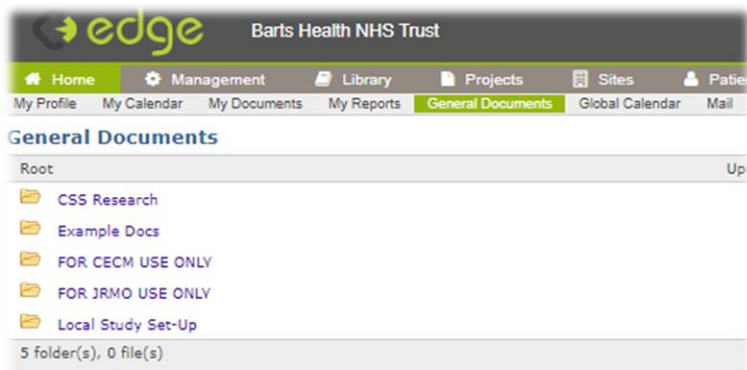 edge Barts Health NHS Trust
Home Management Library Projects Sites
My Profile My Calendar My Documents My Reports General Documents Global Calendar Mail
General Documents
Root
CSS Research
Example Docs
FOR CECM USE ONLY
FOR JRMO USE ONLY
Local Study Set-Up
5 folder(s), 0 file(s)